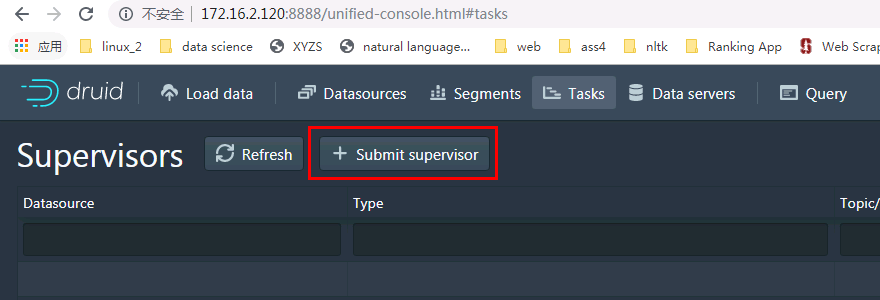 不安全 | 172.16.2.120:8888/unified-console.html#tasks
应用 linux_2 data science XYZS natural language... web ass4 nltk Ranking App Web Scrap
druid Load data Datasources Segments Tasks Data servers Query
Supervisors Refresh + Submit supervisor
Datasource Type Topic/